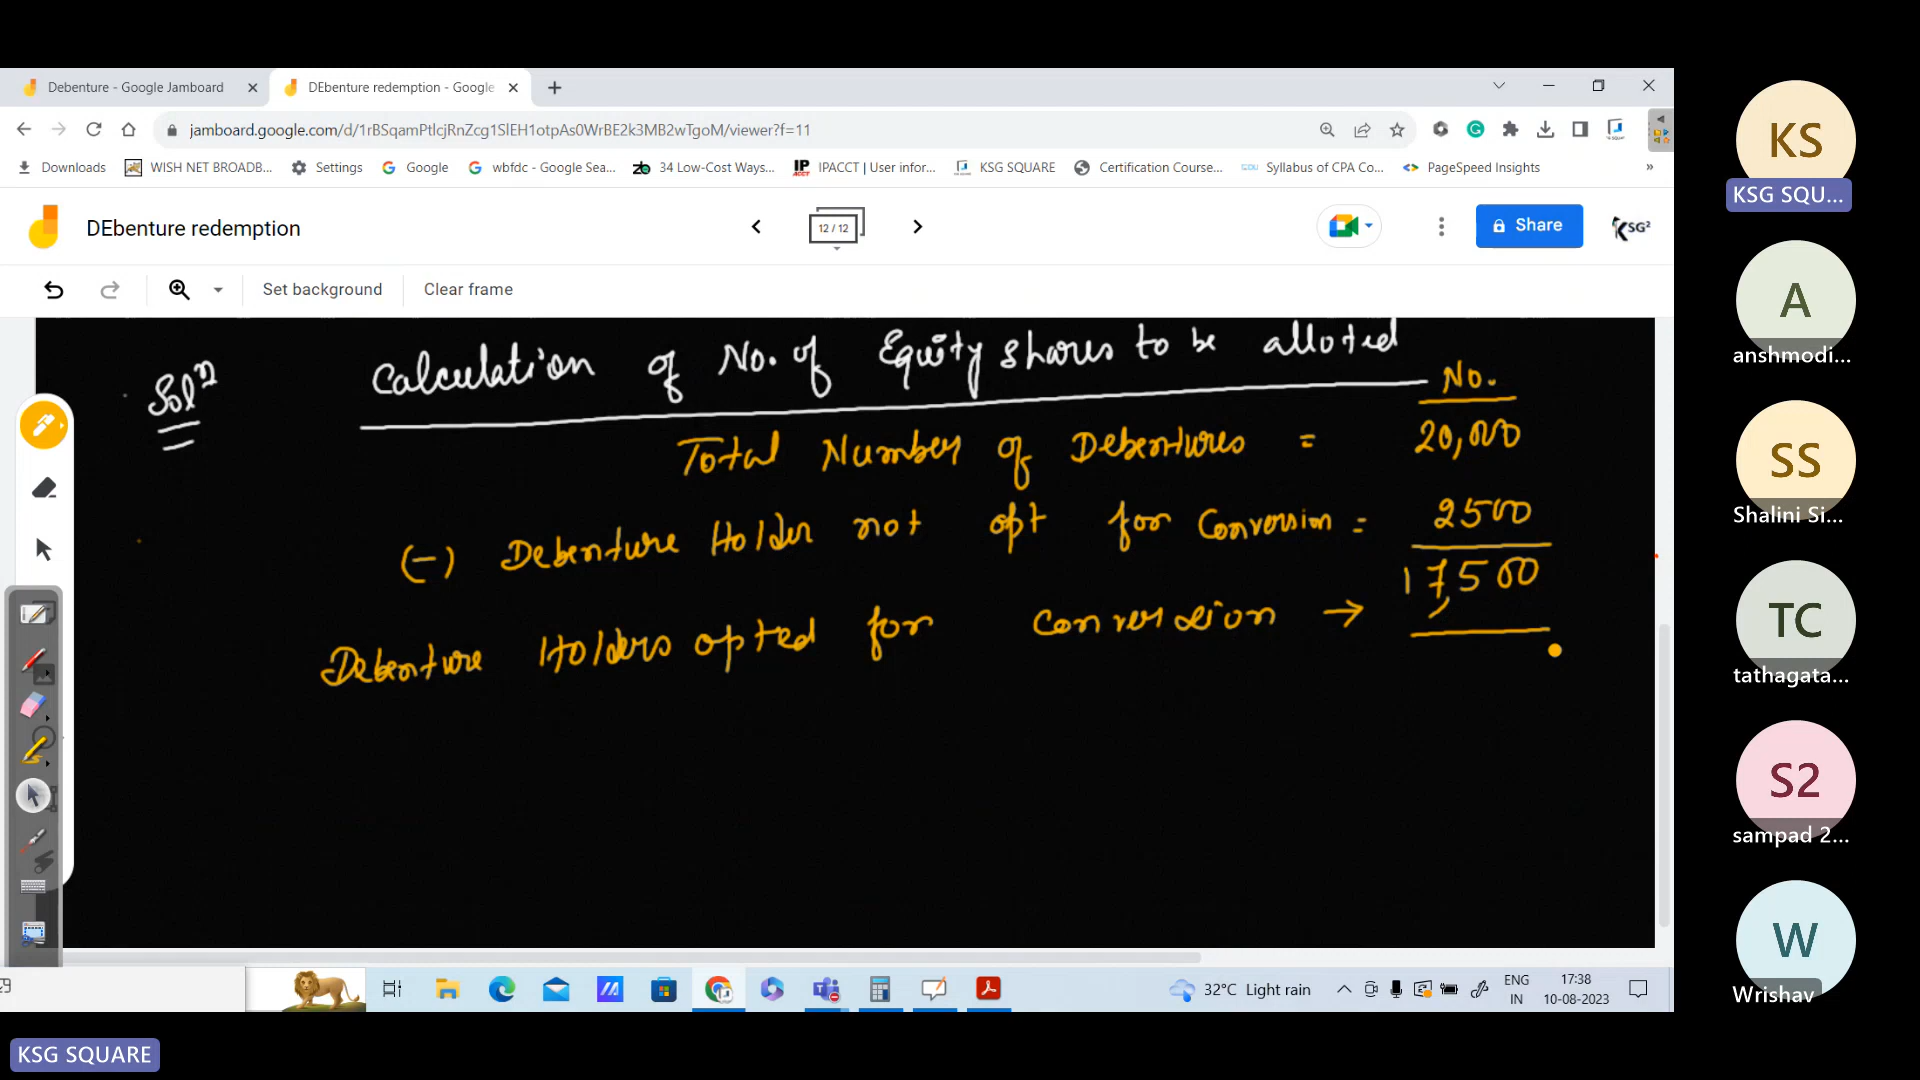 Debenture - Google Jamboard
DEbenture redemption - Google
jamboard.google.com/d/1rBSqamPtlcjRnZcg1SlEH1otpAs0WrBE2k3MB2wTgoM/viewer?f=11
Downloads WISH NET BROADB... Settings Google wbfdc - Google Sea... 34 Low-Cost Ways... IPACCT | User infor... KSG SQUARE Certification Course... Syllabus of CPA Co... PageSpeed Insights »
DEbenture redemption
12 / 12
Share
KSG²
Set background Clear frame
Solⁿ
Calculation of No. of Equity shares to be alloted
No.
Total Number of Debentures = 20,000
(-) Debenture Holder not opt for Conversion = 2500
17,500
Debenture Holders opted for Conversion →
32°C Light rain
ENG
IN
17:38
10-08-2023
KS
KSG SQU...
A
anshmodi...
SS
Shalini Si...
TC
tathagata...
S2
sampad 2...
W
Wrishav
KSG SQUARE